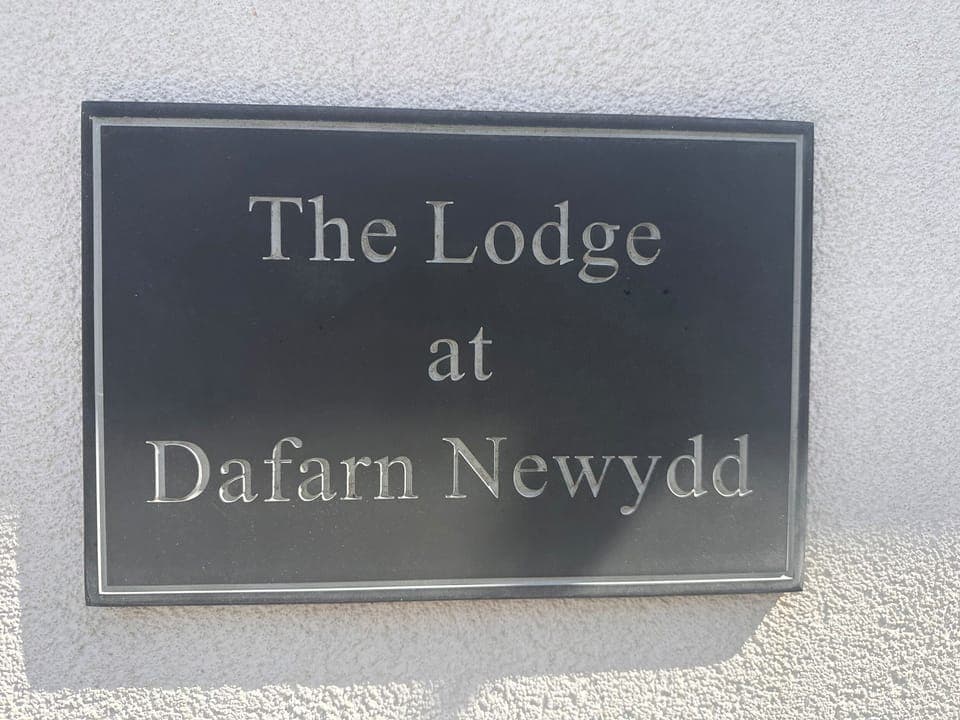 The Lodge
at
Dafarn Newydd